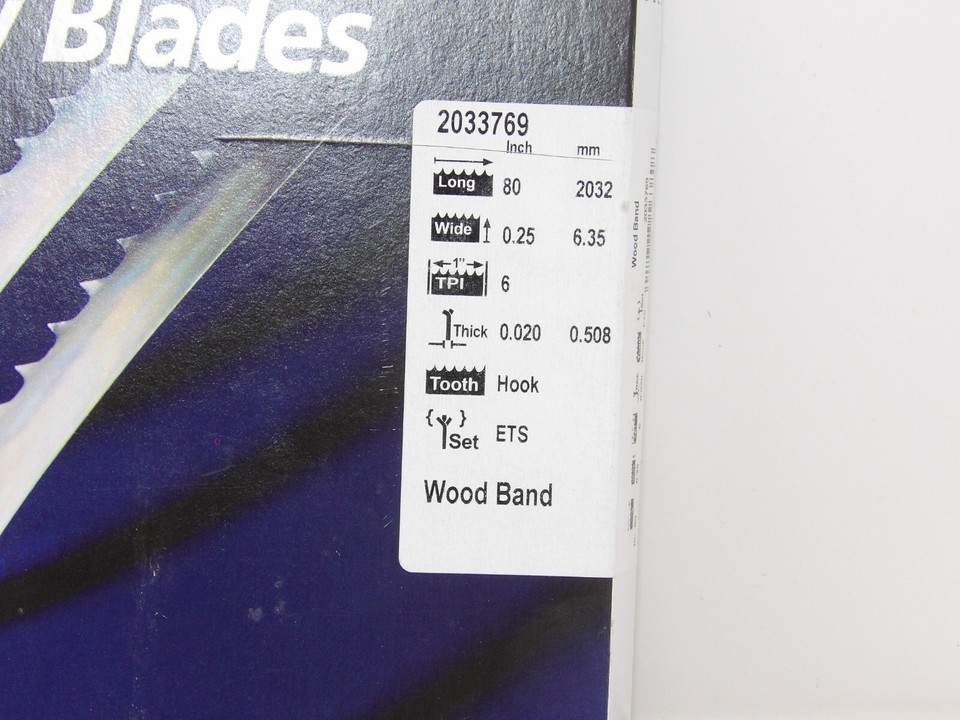 Blades
2033769
Inch mm
Long 80 2032
Wide 0.25 6.35
1"
TPI 6
Thick 0.020 0.508
Tooth Hook
Set ETS
Wood Band
Wood Band
2033769